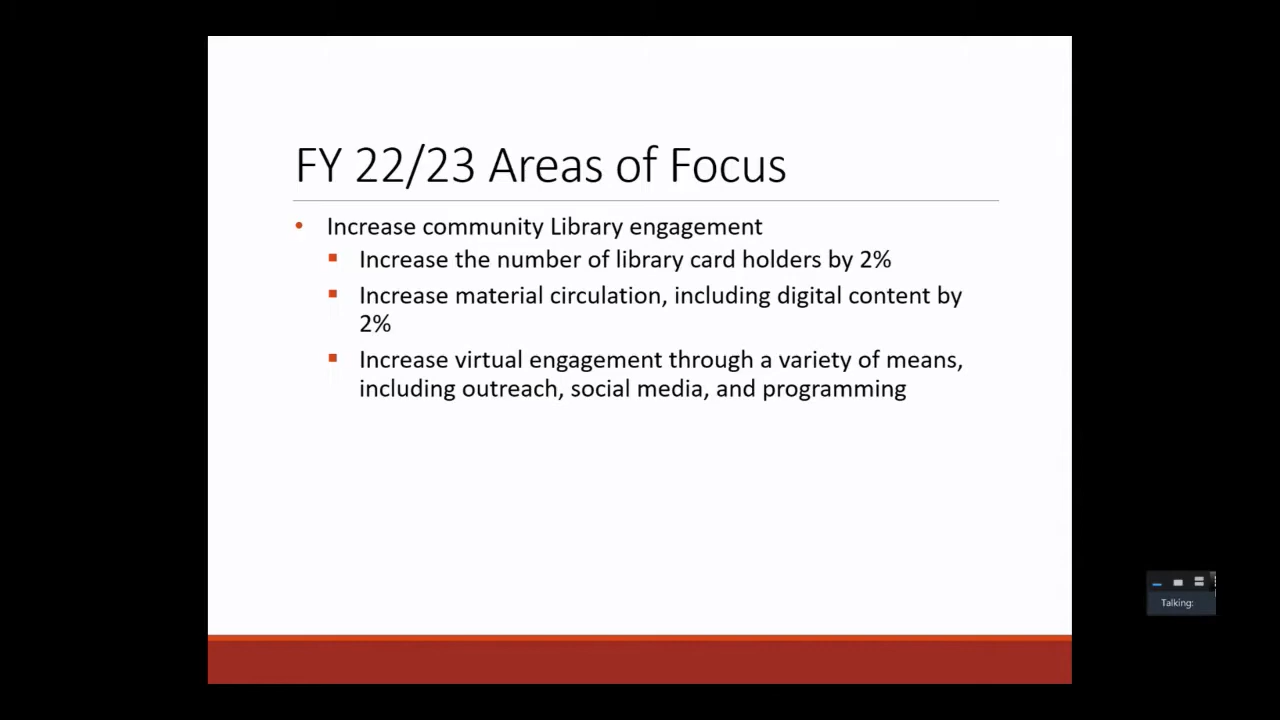 FY 22/23 Areas of Focus
• Increase community Library engagement
▪ Increase the number of library card holders by 2%
▪ Increase material circulation, including digital content by
2%
▪ Increase virtual engagement through a variety of means,
including outreach, social media, and programming
Talking: